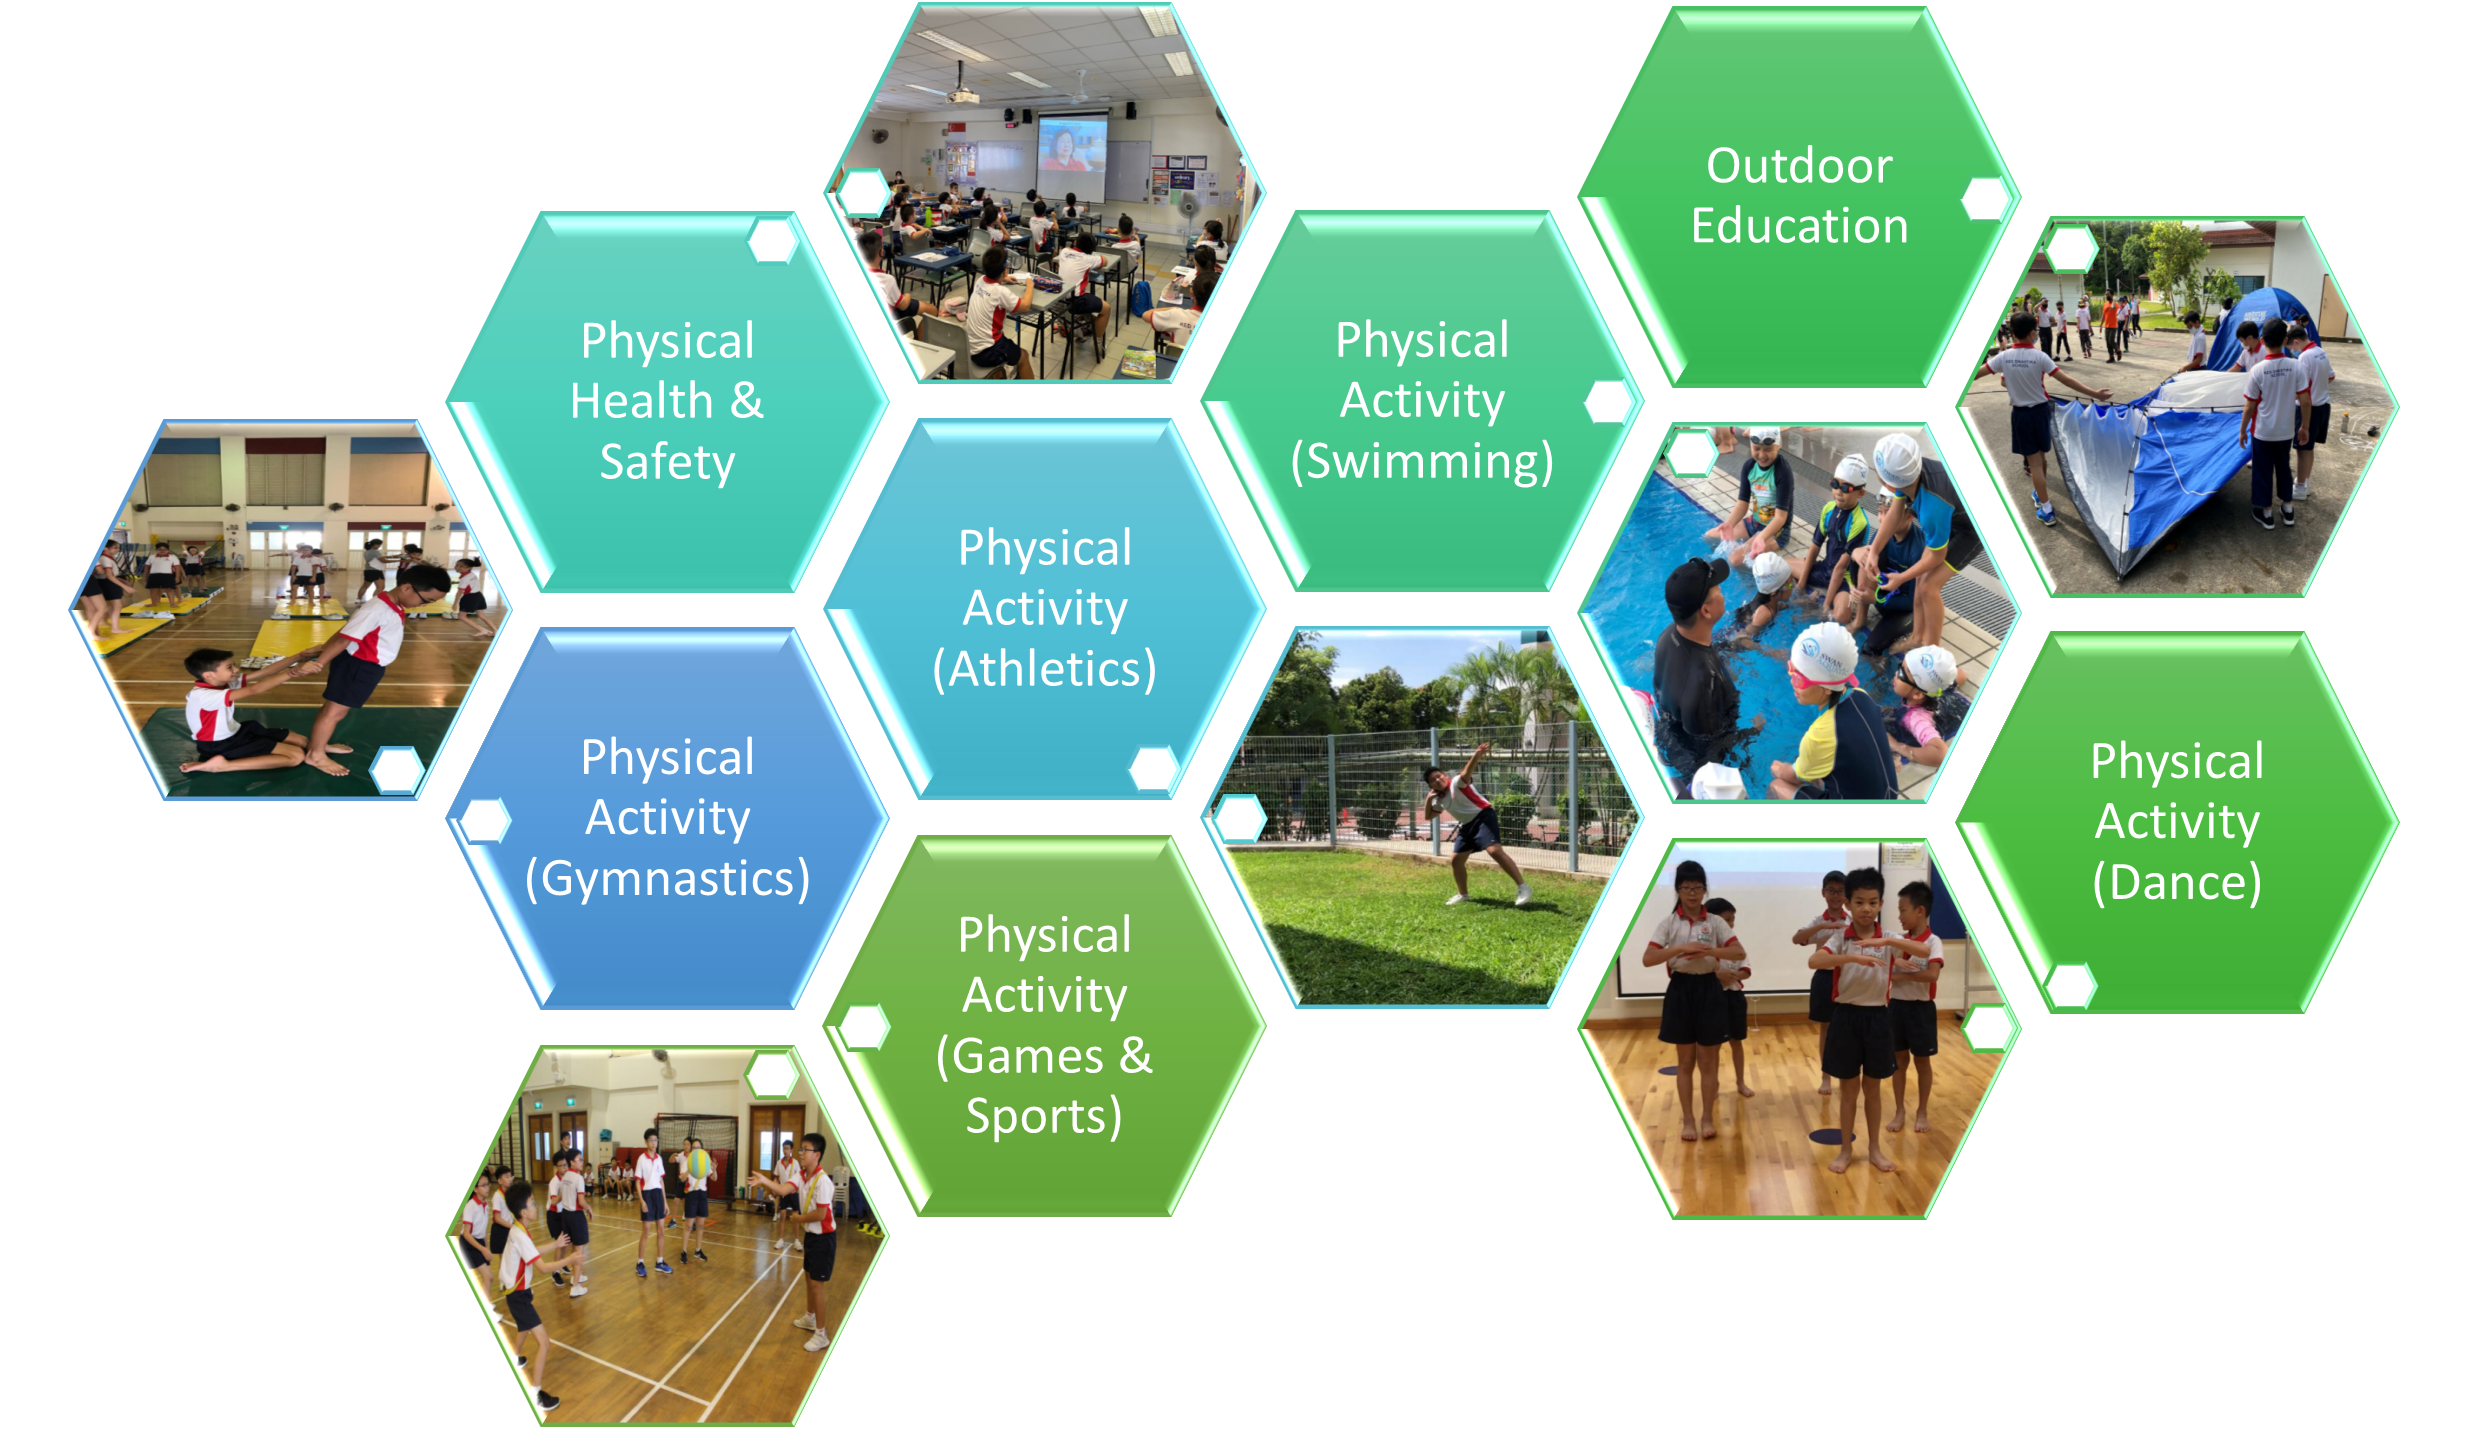 Outdoor
Education
Physical
Health &
Safety
Physical
Activity
(Swimming)
Physical
Activity
(Athletics)
Physical
Activity
(Gymnastics)
Physical
Activity
(Dance)
Physical
Activity
(Games &
Sports)